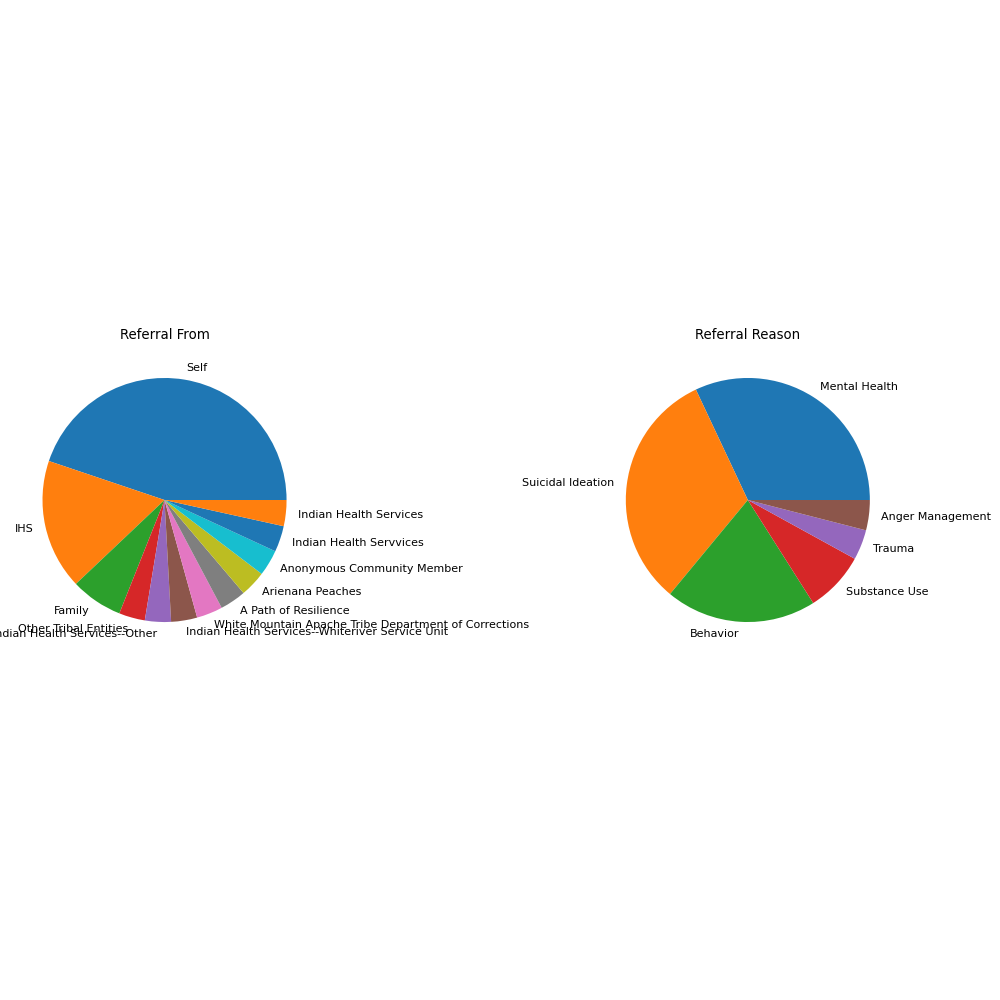 Referral From
Self
IHS
Family
Other Tribal Entities
Indian Health Services--Other
Indian Health Services--Whiteriver Service Unit
White Mountain Apache Tribe Department of Corrections
A Path of Resilience
Arienana Peaches
Anonymous Community Member
Indian Health Servvices
Indian Health Services
Referral Reason
Mental Health
Suicidal Ideation
Behavior
Substance Use
Trauma
Anger Management